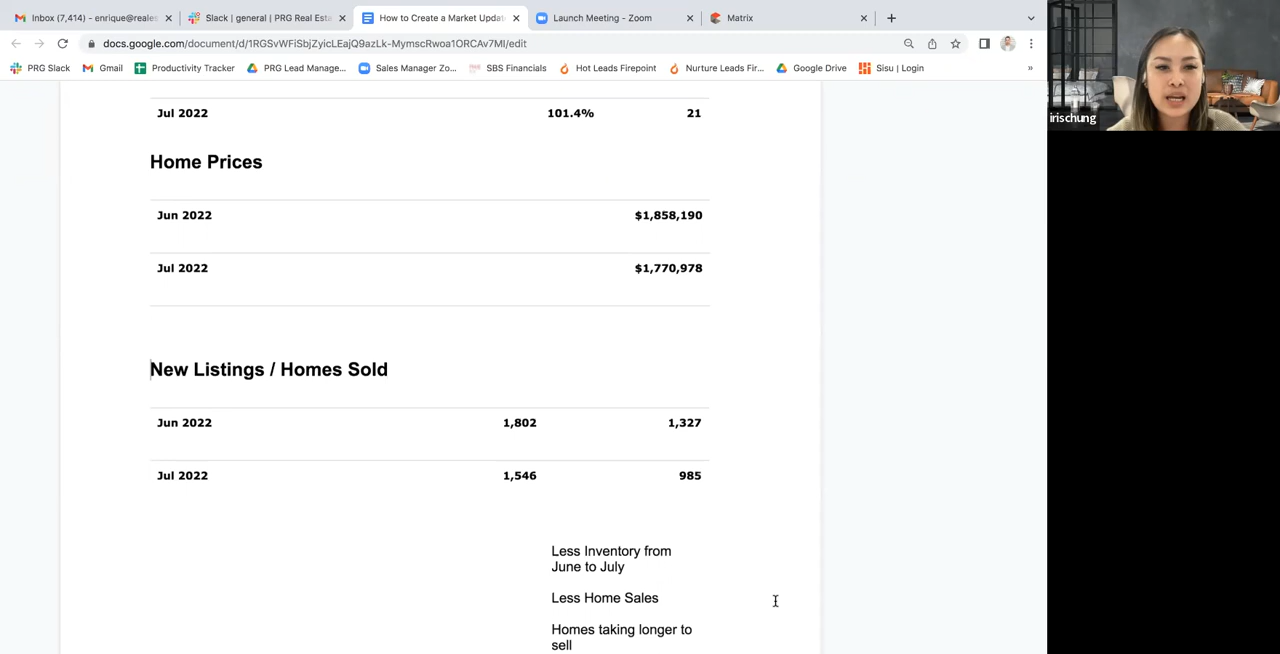 Inbox (7,414) - enrique@reales
Slack | general | PRG Real Esta
How to Create a Market Updat
Launch Meeting - Zoom
Matrix
docs.google.com/document/d/1RGSvWFiSbjZyicLEajQ9azLk-MymscRwoa1ORCAv7MI/edit
PRG Slack
Gmail
Productivity Tracker
PRG Lead Manage...
Sales Manager Zo...
SBS Financials
Hot Leads Firepoint
Nurture Leads Fir...
Google Drive
Sisu | Login
»
Jul 2022 101.4% 21
Home Prices
Jun 2022 $1,858,190
Jul 2022 $1,770,978
New Listings / Homes Sold
Jun 2022 1,802 1,327
Jul 2022 1,546 985
Less Inventory from
June to July
Less Home Sales
Homes taking longer to
sell
irischung